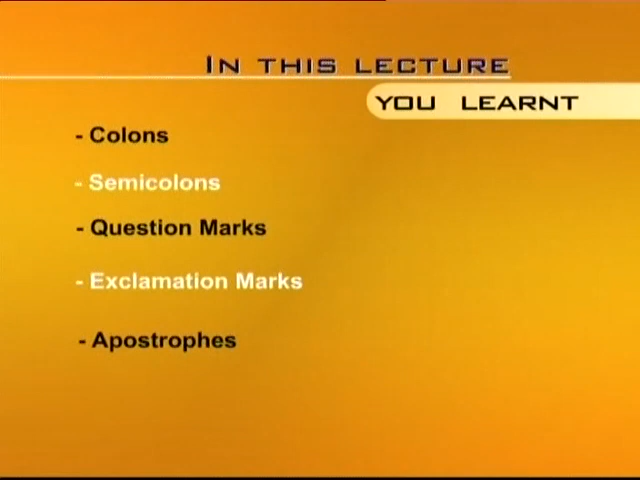 In this lecture
you learnt
- Colons
- Semicolons
- Question Marks
- Exclamation Marks
- Apostrophes